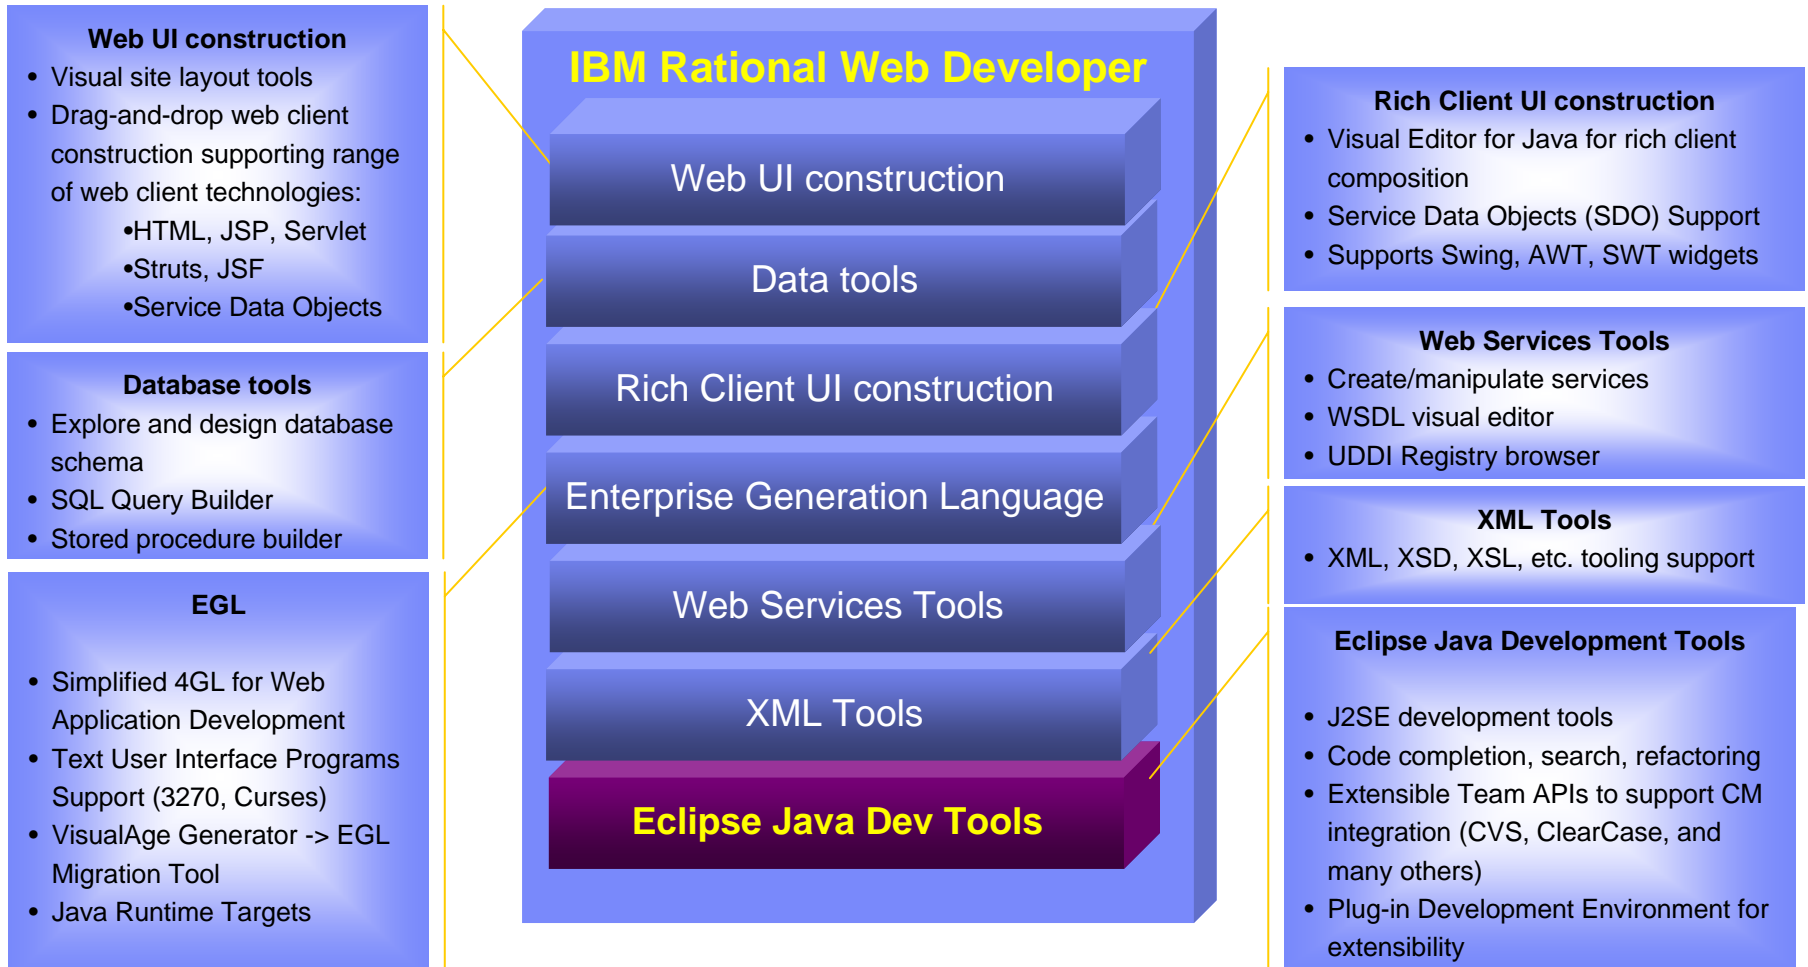 Web UI construction
• Visual site layout tools
• Drag-and-drop web client
construction supporting range
of web client technologies:
•HTML, JSP, Servlet
•Struts, JSF
•Service Data Objects
Database tools
• Explore and design database
schema
• SQL Query Builder
• Stored procedure builder
EGL
• Simplified 4GL for Web
Application Development
• Text User Interface Programs
Support (3270, Curses)
• VisualAge Generator -> EGL
Migration Tool
• Java Runtime Targets
IBM Rational Web Developer
Web UI construction
Data tools
Rich Client UI construction
Enterprise Generation Language
Web Services Tools
XML Tools
Eclipse Java Dev Tools
Rich Client UI construction
• Visual Editor for Java for rich client
composition
• Service Data Objects (SDO) Support
• Supports Swing, AWT, SWT widgets
Web Services Tools
• Create/manipulate services
• WSDL visual editor
• UDDI Registry browser
XML Tools
• XML, XSD, XSL, etc. tooling support
Eclipse Java Development Tools
• J2SE development tools
• Code completion, search, refactoring
• Extensible Team APIs to support CM
integration (CVS, ClearCase, and
many others)
• Plug-in Development Environment for
extensibility